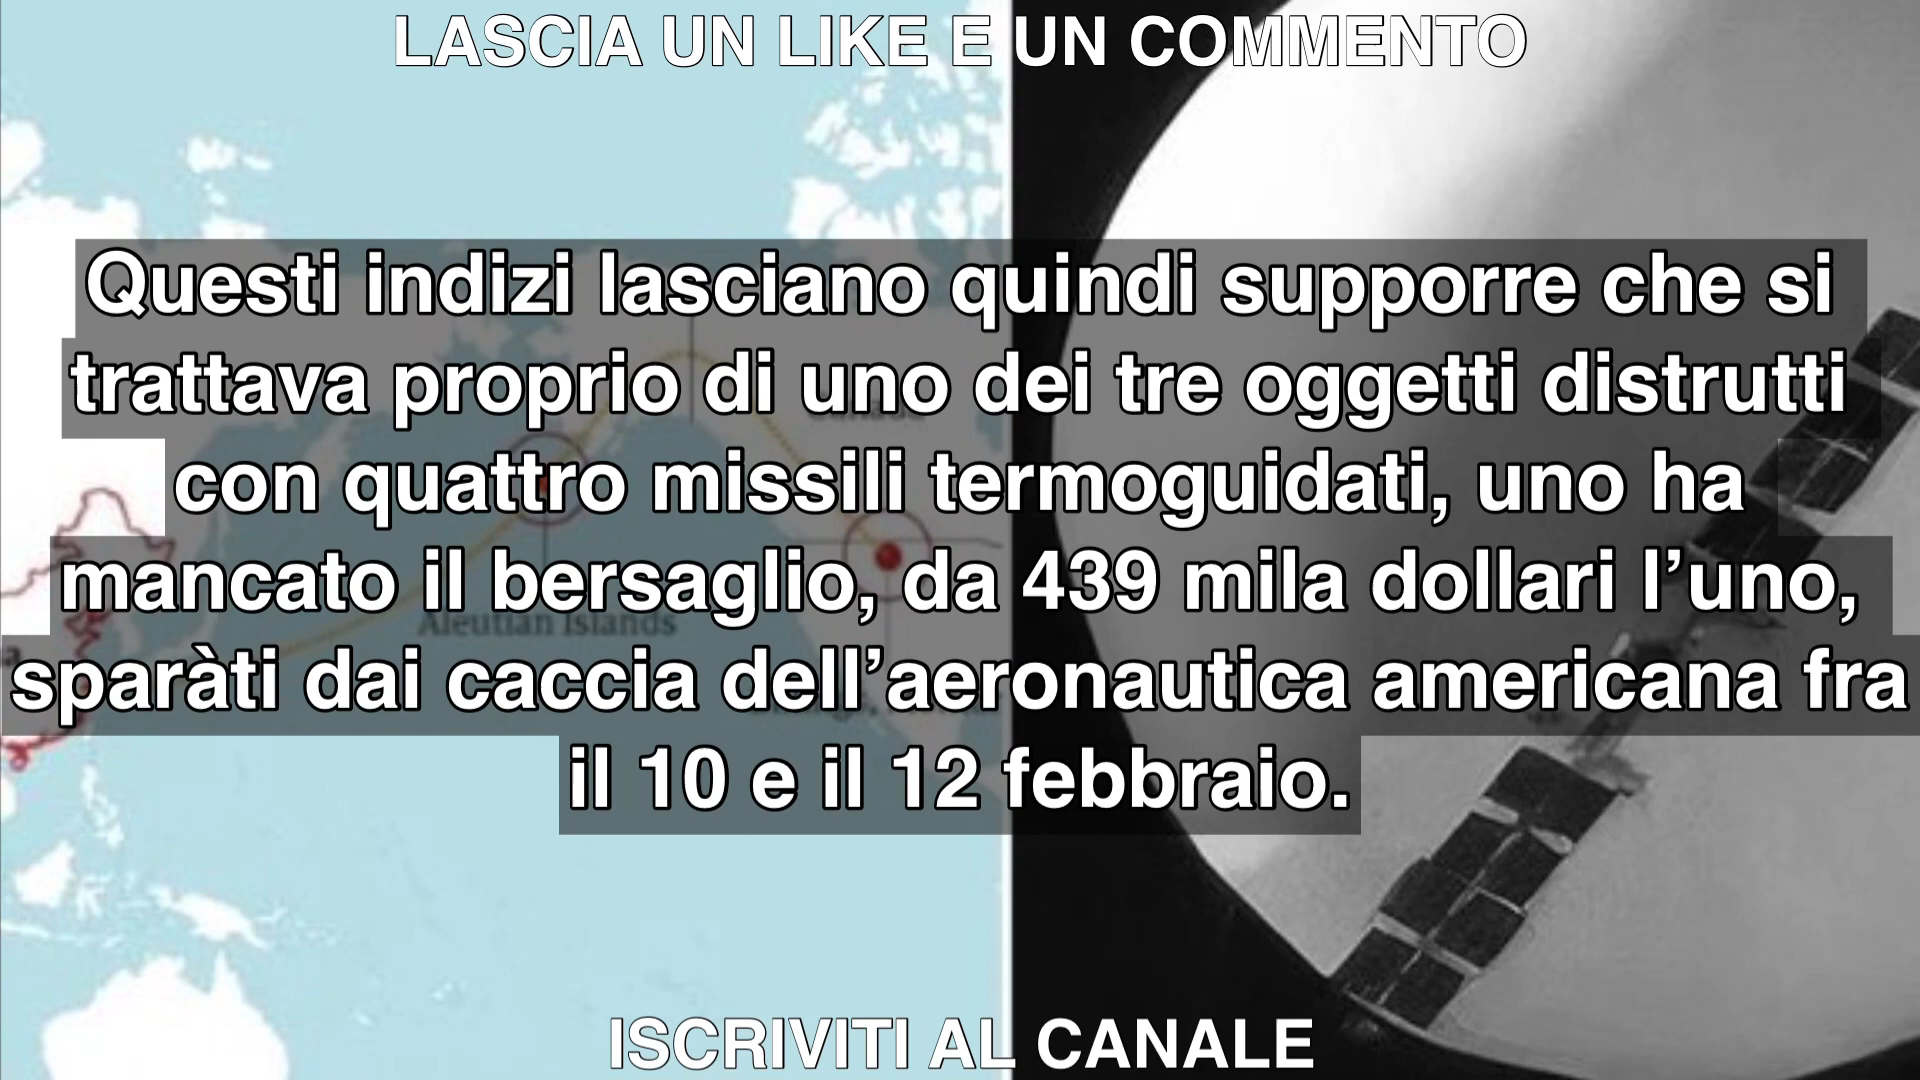 LASCIA UN LIKE E UN COMMENTO
Questi indizi lasciano quindi supporre che si
trattava proprio di uno dei tre oggetti distrutti
con quattro missili termoguidati, uno ha
mancato il bersaglio, da 439 mila dollari l’uno,
Aleutian Islands
sparàti dai caccia dell’aeronautica americana fra
il 10 e il 12 febbraio.
ISCRIVITI AL CANALE